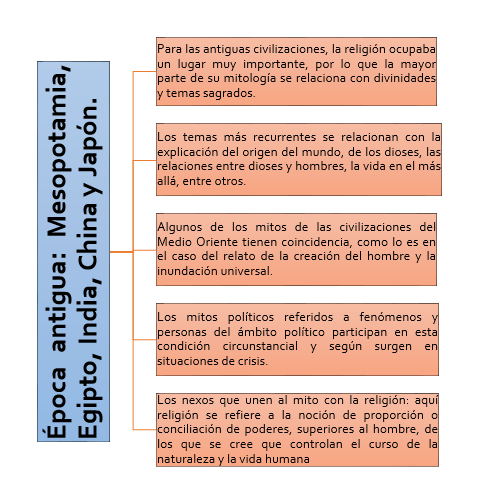 Época antigua: Mesopotamia,
Egipto, India, China y Japón.
Para las antiguas civilizaciones, la religión ocupaba
un lugar muy importante, por lo que la mayor
parte de su mitología se relaciona con divinidades
y temas sagrados.
Los temas más recurrentes se relacionan con la
explicación del origen del mundo, de los dioses, las
relaciones entre dioses y hombres, la vida en el más
allá, entre otros.
Algunos de los mitos de las civilizaciones del
Medio Oriente tienen coincidencia, como lo es en
el caso del relato de la creación del hombre y la
inundación universal.
Los mitos políticos referidos a fenómenos y
personas del ámbito político participan en esta
condición circunstancial y según surgen en
situaciones de crisis.
Los nexos que unen al mito con la religión: aquí
religión se refiere a la noción de proporción o
conciliación de poderes, superiores al hombre, de
los que se cree que controlan el curso de la
naturaleza y la vida humana